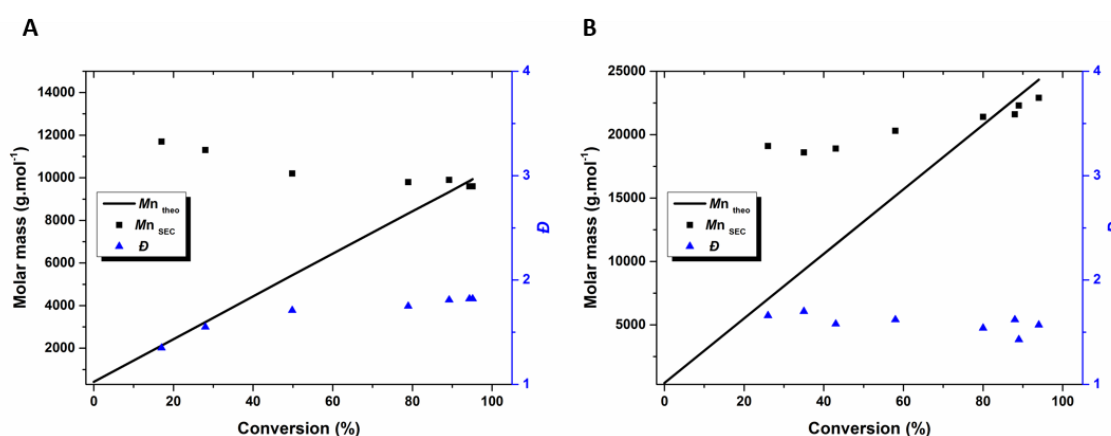 A
Molar mass (g.mol⁻¹)
14000
12000
10000
8000
6000
4000
2000
Mn theo
Mn SEC
Đ
4
3
2
1
Đ
0 20 40 60 80 100
Conversion (%)
B
Molar mass (g.mol⁻¹)
25000
20000
15000
10000
5000
Mn theo
Mn SEC
Đ
4
3
2
1
0 20 40 60 80 100
Conversion (%)